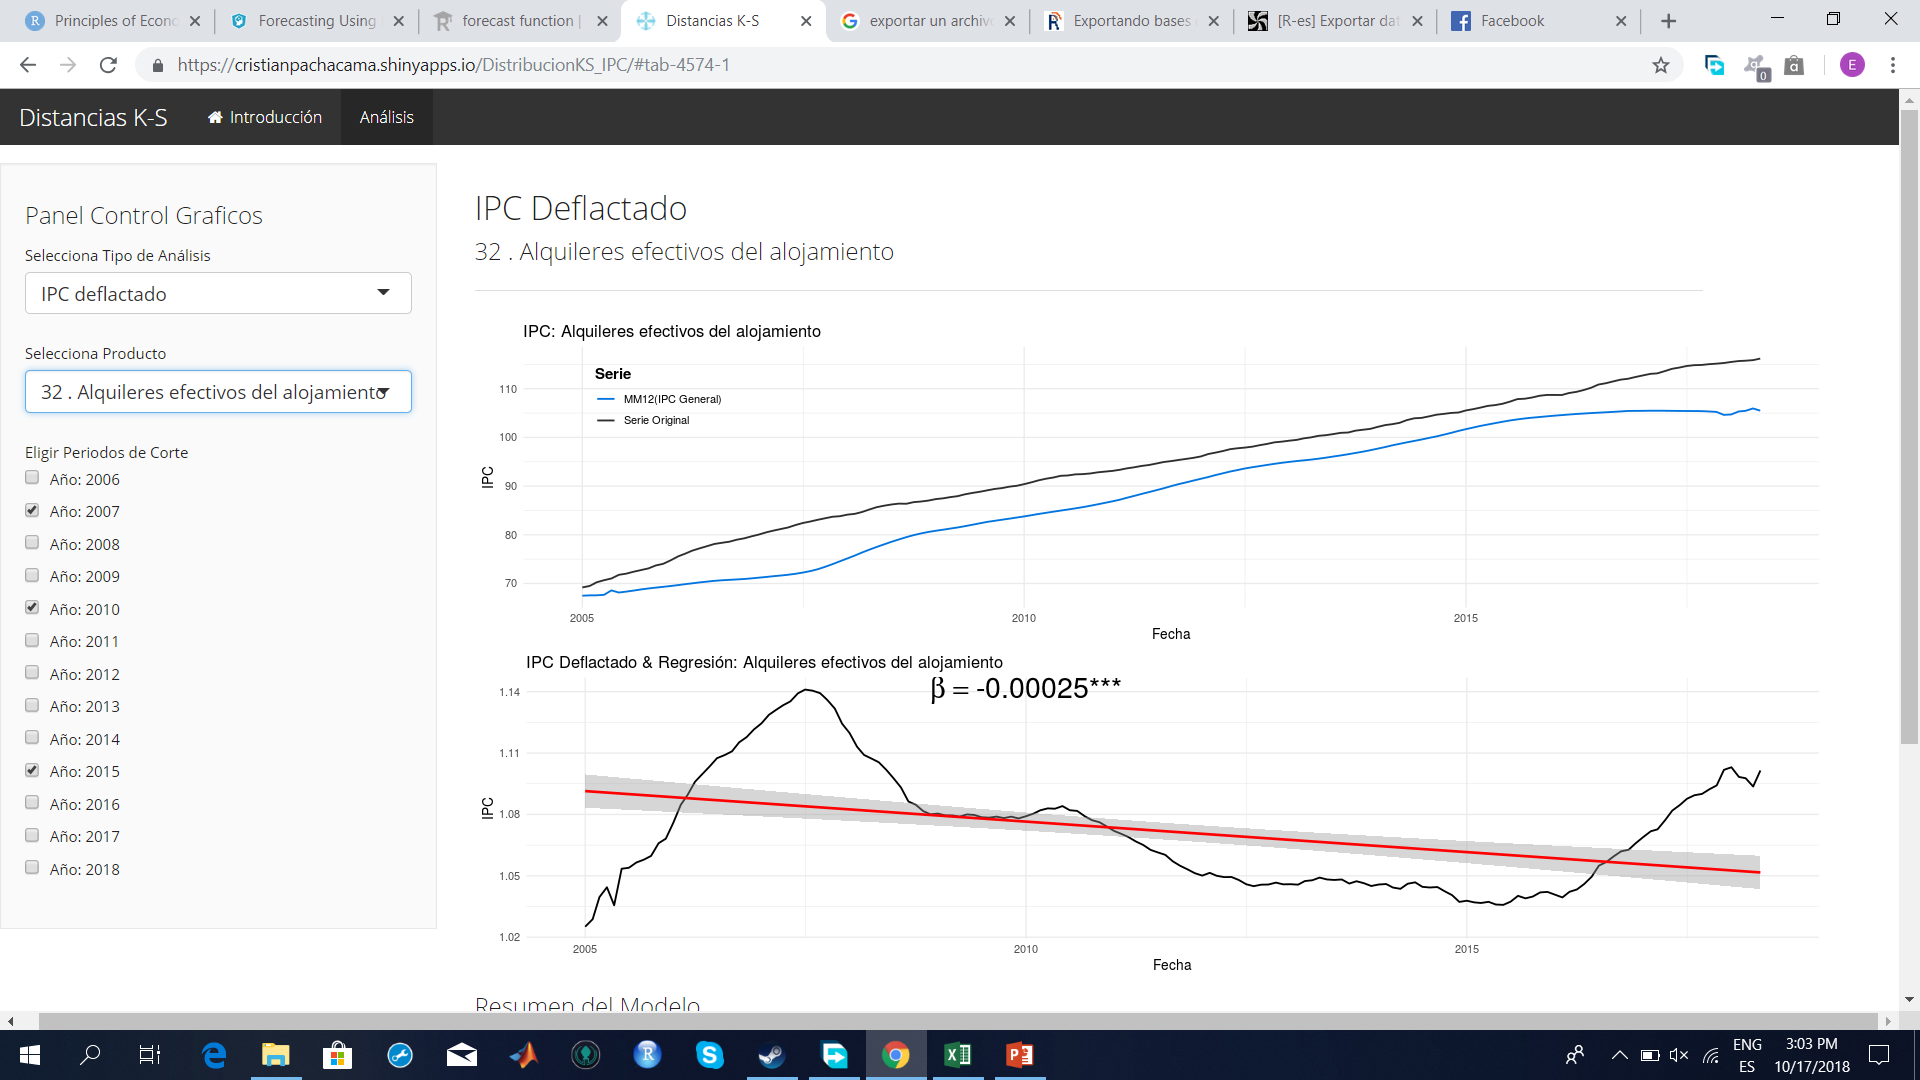 Principles of Econo
Forecasting Using
forecast function |
Distancias K-S
exportar un archivo
Exportando bases
[R-es] Exportar dat
Facebook
https://cristianpachacama.shinyapps.io/DistribucionKS_IPC/#tab-4574-1
0
E
Distancias K-S
Introducción
Análisis
Panel Control Graficos
Selecciona Tipo de Análisis
IPC deflactado
Selecciona Producto
32 . Alquileres efectivos del alojamiento
Eligir Periodos de Corte
Año: 2006
Año: 2007
Año: 2008
Año: 2009
Año: 2010
Año: 2011
Año: 2012
Año: 2013
Año: 2014
Año: 2015
Año: 2016
Año: 2017
Año: 2018
IPC Deflactado
32 . Alquileres efectivos del alojamiento
IPC: Alquileres efectivos del alojamiento
Serie
MM12(IPC General)
Serie Original
110
100
90
80
70
IPC
2005
2010
2015
Fecha
IPC Deflactado & Regresión: Alquileres efectivos del alojamiento
β = -0.00025***
1.14
1.11
1.08
1.05
1.02
IPC
2005
2010
2015
Fecha
Resumen del Modelo
ENG
ES
3:03 PM
10/17/2018